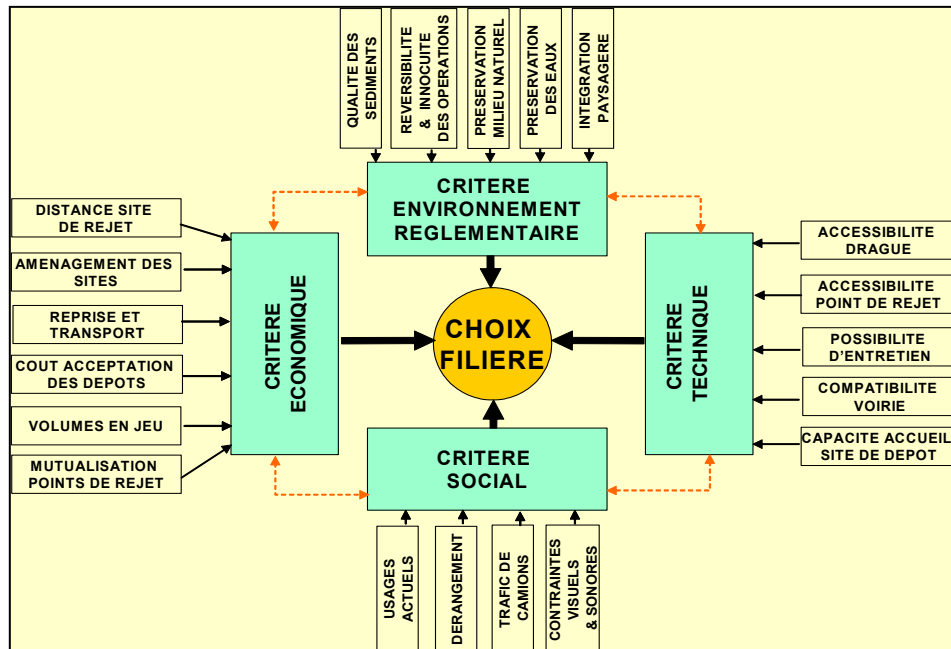 QUALITE DES
SEDIMENTS
REVERSIBILITE
& INNOCUITE
DES OPERATIONS
PRESERVATION
MILIEU NATUREL
PRESERVATION
DES EAUX
INTEGRATION
PAYSAGERE
CRITERE
ENVIRONNEMENT
REGLEMENTAIRE
DISTANCE SITE
DE REJET
AMENAGEMENT DES
SITES
REPRISE ET
TRANSPORT
COUT ACCEPTATION
DES DEPOTS
VOLUMES EN JEU
MUTUALISATION
POINTS DE REJET
CRITERE
ECONOMIQUE
CHOIX
FILIERE
CRITERE
TECHNIQUE
ACCESSIBILITE
DRAGUE
ACCESSIBILITE
POINT DE REJET
POSSIBILITE
D'ENTRETIEN
COMPATIBILITE
VOIRIE
CAPACITE ACCUEIL
SITE DE DEPOT
CRITERE
SOCIAL
USAGES
ACTUELS
DERANGEMENT
TRAFIC DE
CAMIONS
CONTRAINTES
VISUELS
& SONORES